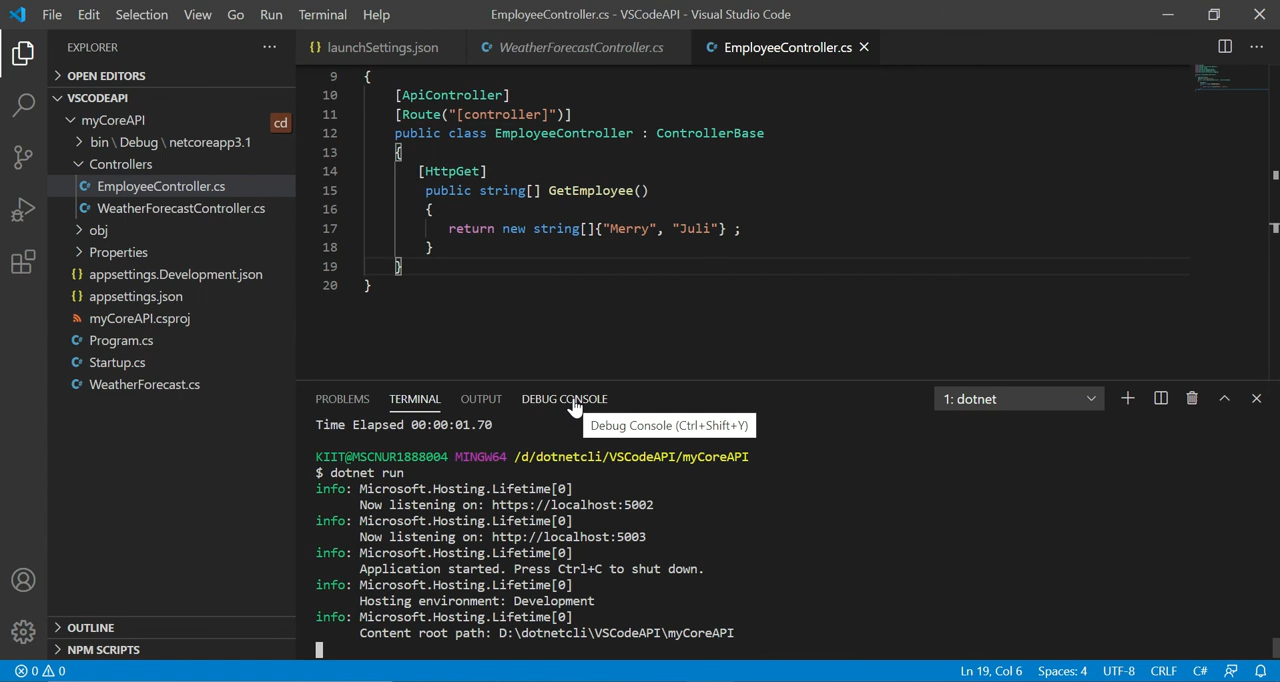 File Edit Selection View Go Run Terminal Help
EmployeeController.cs - VSCodeAPI - Visual Studio Code
EXPLORER
OPEN EDITORS
VSCODEAPI
myCoreAPI
cd
bin \ Debug \ netcoreapp3.1
Controllers
EmployeeController.cs
WeatherForecastController.cs
obj
Properties
{} appsettings.Development.json
{} appsettings.json
myCoreAPI.csproj
Program.cs
Startup.cs
WeatherForecast.cs
OUTLINE
NPM SCRIPTS
{} launchSettings.json
WeatherForecastController.cs
EmployeeController.cs
9 {
10 [ApiController]
11 [Route("[controller]")]
12 public class EmployeeController : ControllerBase
13 {
14 [HttpGet]
15 public string[] GetEmployee()
16 {
17 return new string[]{"Merry", "Juli"} ;
18 }
19 }
20 }
PROBLEMS TERMINAL OUTPUT DEBUG CONSOLE
1: dotnet
Debug Console (Ctrl+Shift+Y)
Time Elapsed 00:00:01.70
KIIT@MSCNUR1888004 MINGW64 /d/dotnetcli/VSCodeAPI/myCoreAPI
$ dotnet run
info: Microsoft.Hosting.Lifetime[0]
Now listening on: https://localhost:5002
info: Microsoft.Hosting.Lifetime[0]
Now listening on: http://localhost:5003
info: Microsoft.Hosting.Lifetime[0]
Application started. Press Ctrl+C to shut down.
info: Microsoft.Hosting.Lifetime[0]
Hosting environment: Development
info: Microsoft.Hosting.Lifetime[0]
Content root path: D:\dotnetcli\VSCodeAPI\myCoreAPI
0 0
Ln 19, Col 6 Spaces: 4 UTF-8 CRLF C#